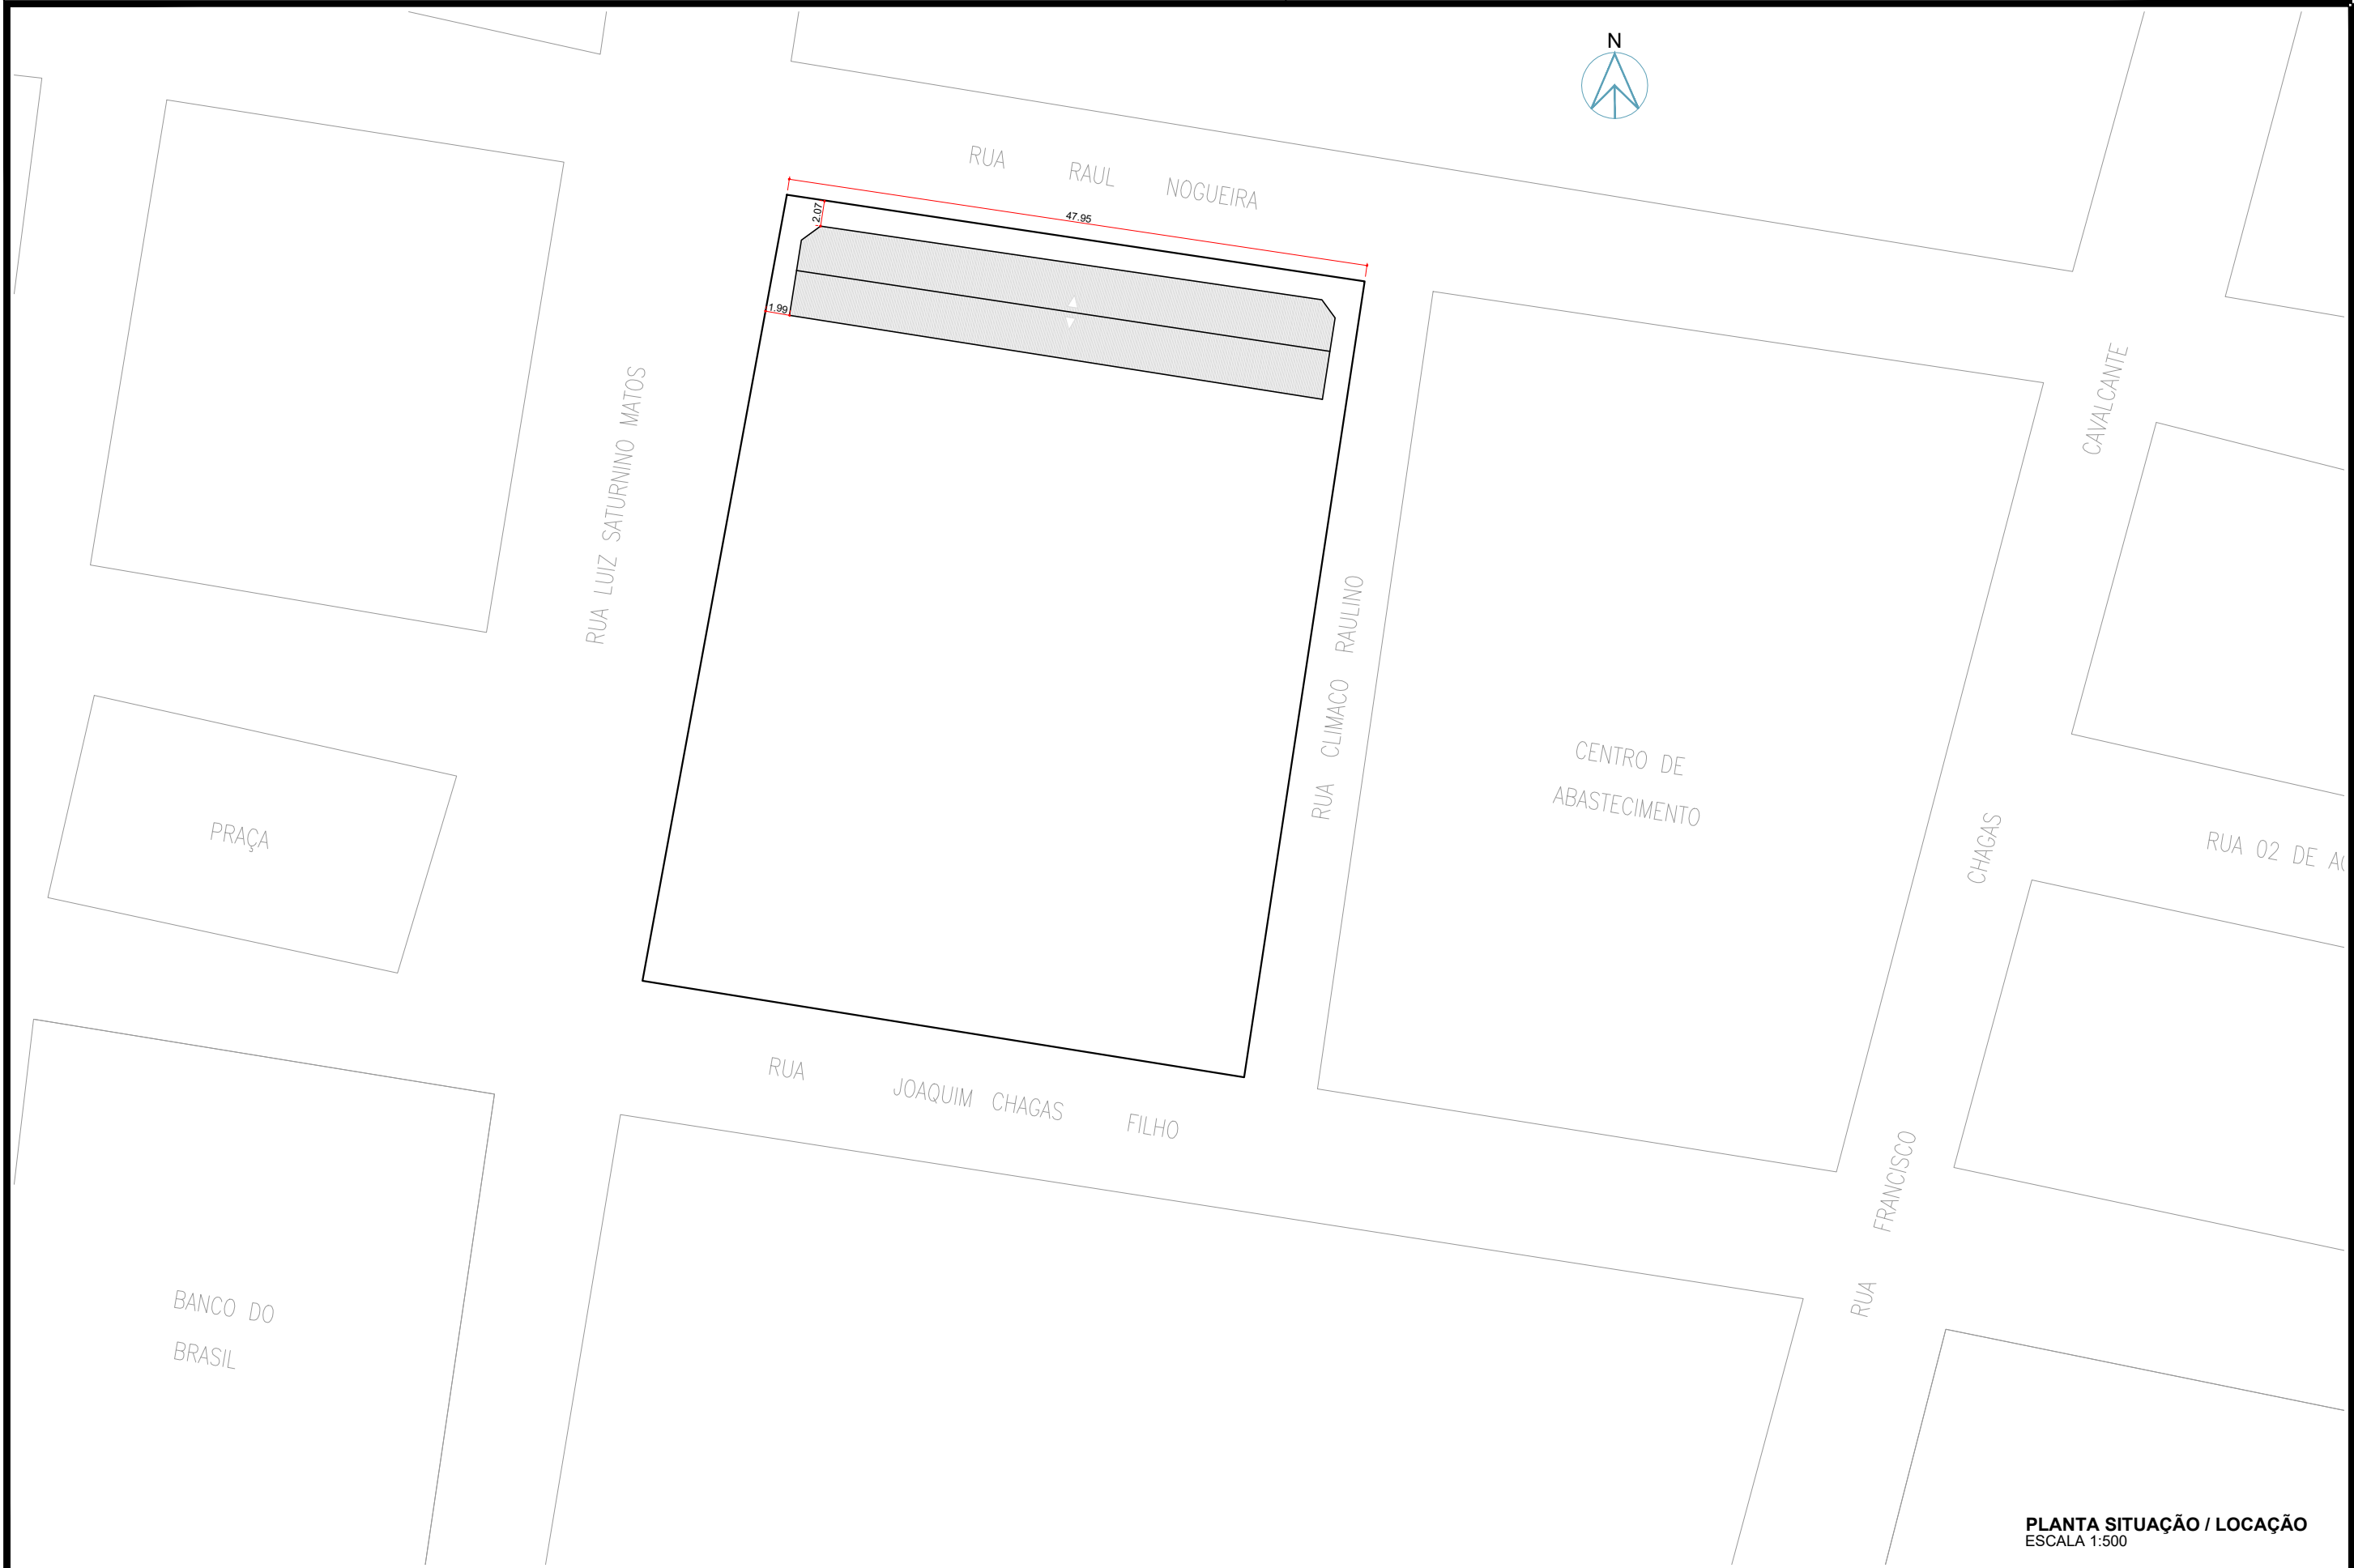 N
RUA RAUL NOGUEIRA
47.95
2.07
1.99
RUA LUIZ SATURNINO MATOS
RUA CLIMACO RAULINO
CENTRO DE
ABASTECIMENTO
PRAÇA
RUA FRANCISCO CHAGAS CAVALCANTE
RUA 02 DE
RUA JOAQUIM CHAGAS FILHO
BANCO DO
BRASIL
PLANTA SITUAÇÃO / LOCAÇÃO
ESCALA 1:500